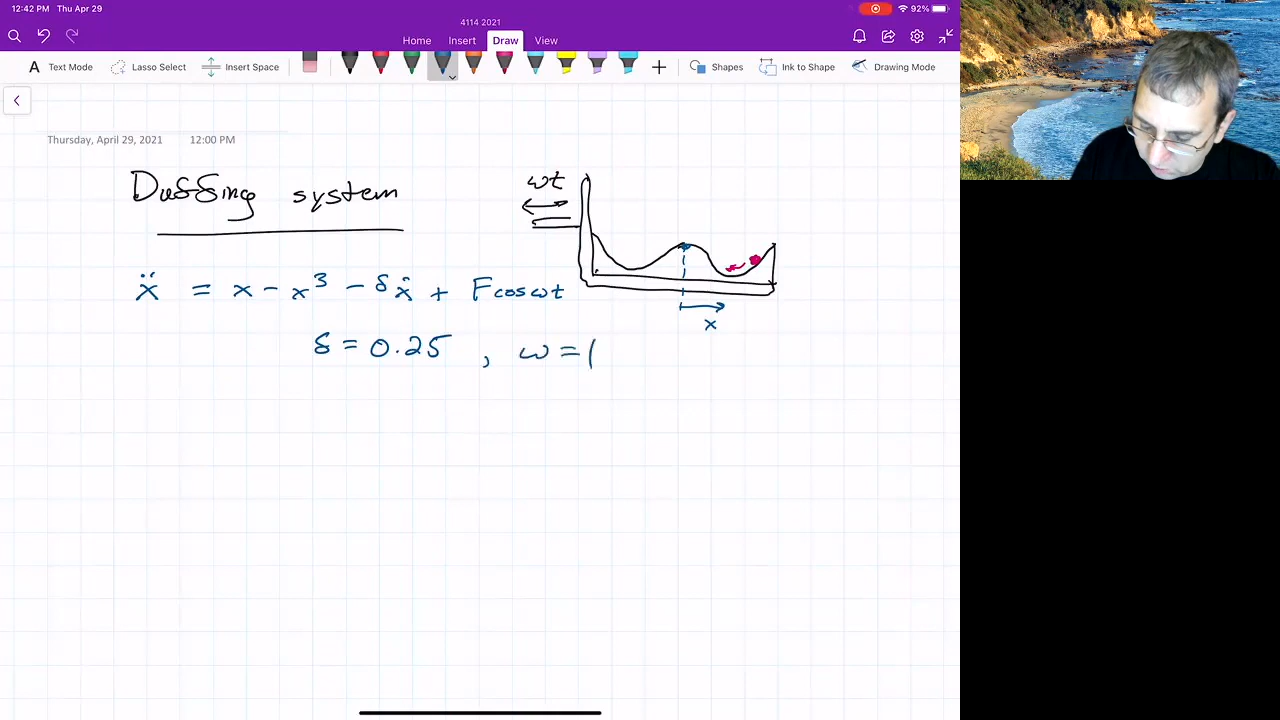 12:42 PM Thu Apr 29
92%
4114 2021
Home Insert Draw View
Text Mode Lasso Select Insert Space Shapes Ink to Shape Drawing Mode
Thursday, April 29, 2021 12:00 PM
Duffing system
ωt
ẍ = x - x³ - δẋ + F cos ωt
x
δ = 0.25 , ω = 1